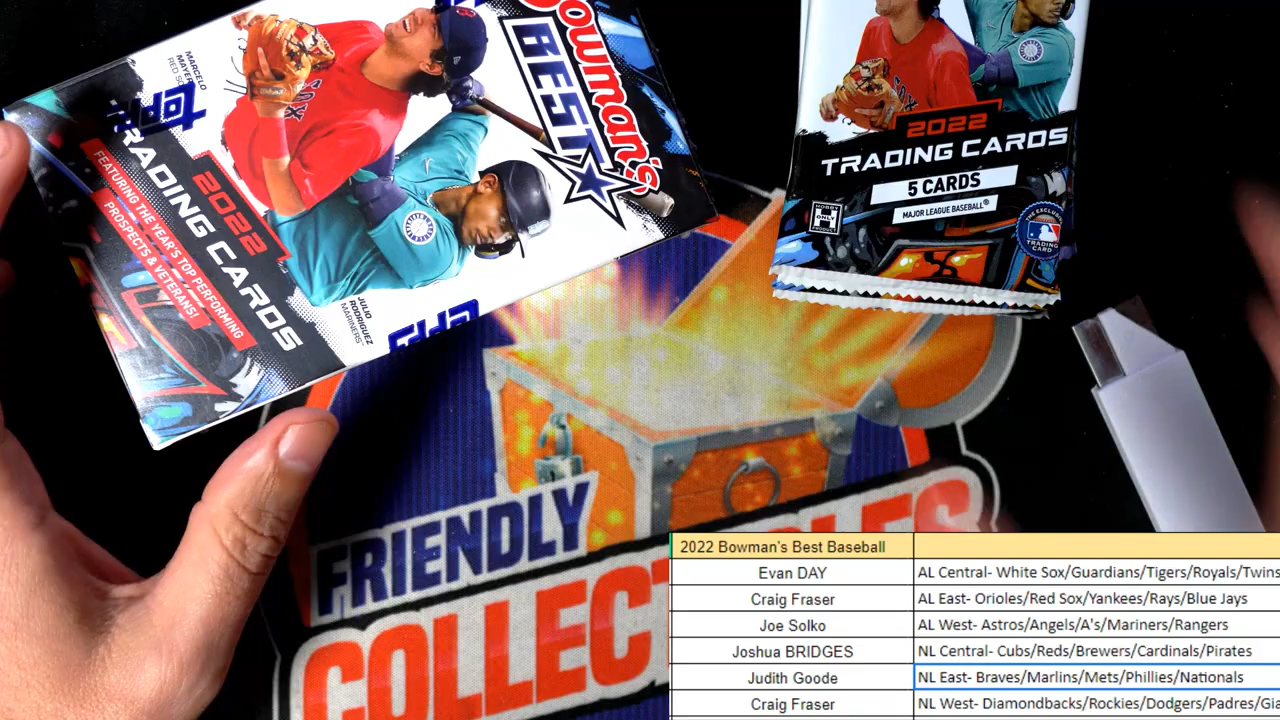 Bowman's
BEST
MARCELO
MAYER
RED SOX
TRADING CARDS
2022
FEATURING THE YEAR'S TOP PERFORMING
PROSPECTS & VETERANS!
JULIO
RODRIGUEZ
MARINERS™
2022
TRADING CARDS
5 CARDS
MAJOR LEAGUE BASEBALL®
HOBBY
ONLY
PRODUCT
TRADING
CARD
FRIENDLY
COLLECT
BLES
2022 Bowman's Best Baseball
Evan DAY AL Central- White Sox/Guardians/Tigers/Royals/Twins
Craig Fraser AL East- Orioles/Red Sox/Yankees/Rays/Blue Jays
Joe Solko AL West- Astros/Angels/A's/Mariners/Rangers
Joshua BRIDGES NL Central- Cubs/Reds/Brewers/Cardinals/Pirates
Judith Goode NL East- Braves/Marlins/Mets/Phillies/Nationals
Craig Fraser NL West- Diamondbacks/Rockies/Dodgers/Padres/Gia